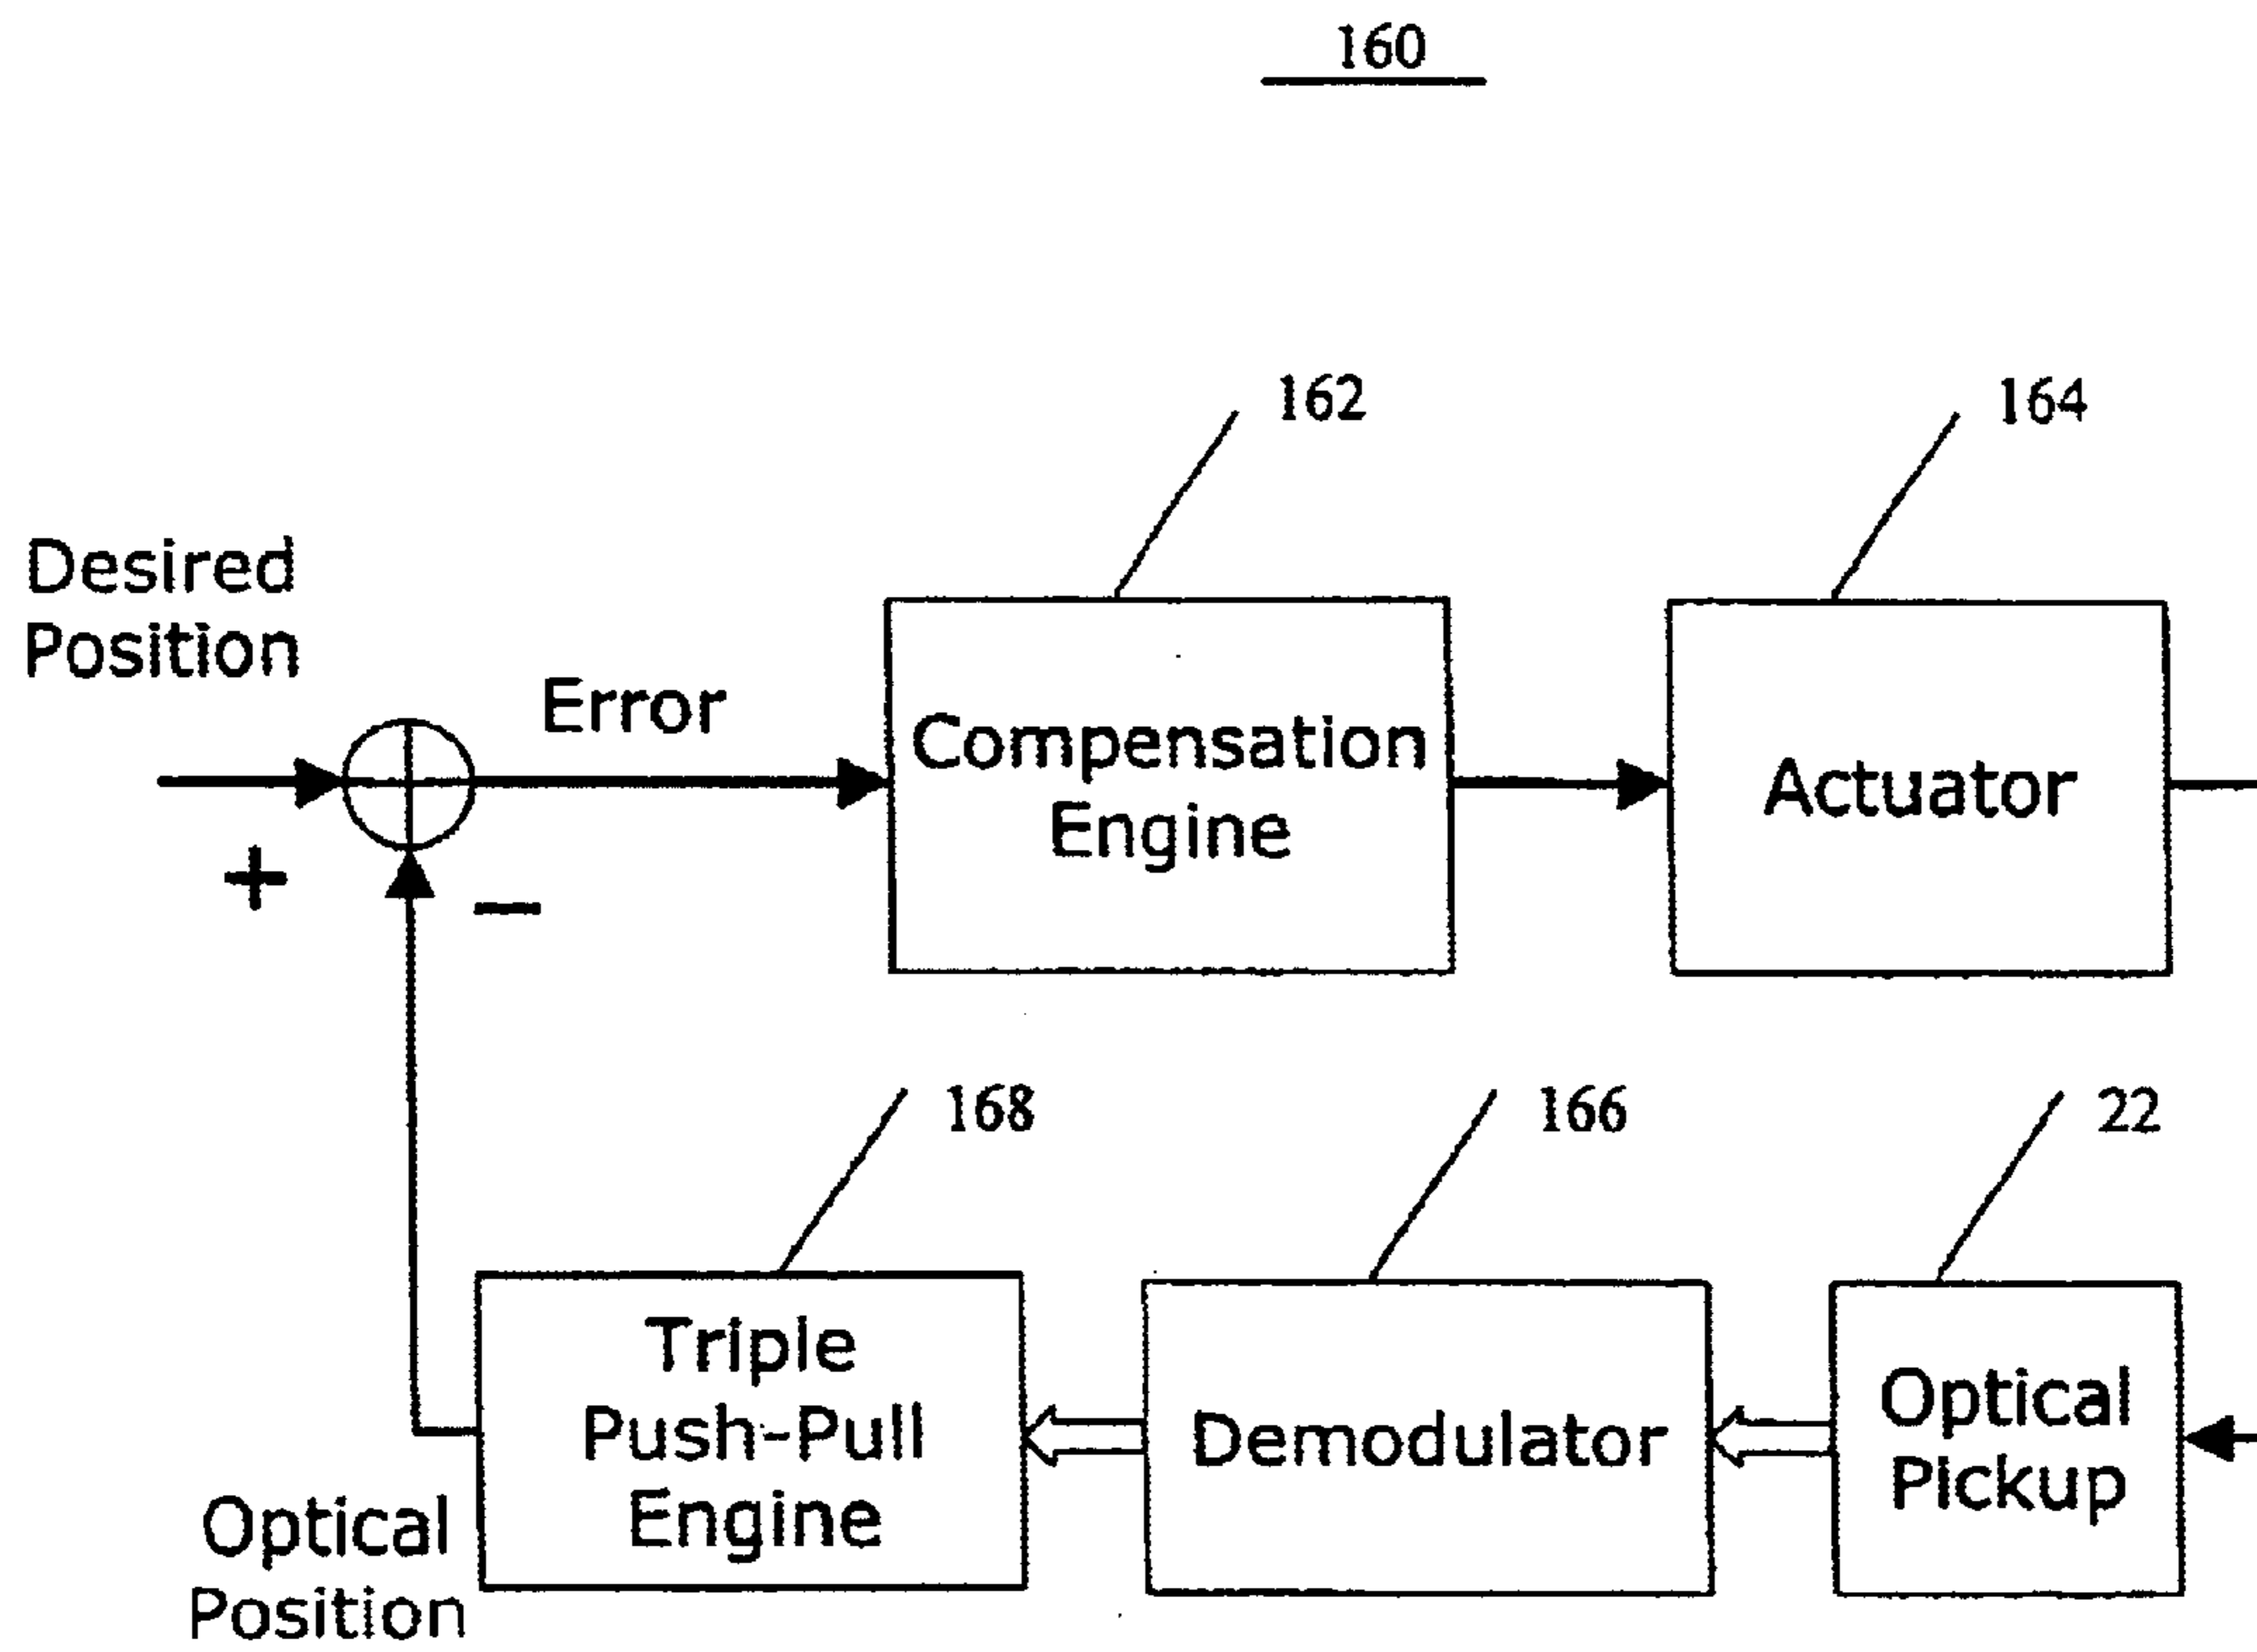 160
162
164
Desired
Position
Error
Compensation
Engine
Actuator
+
−
168
166
22
Triple
Push-Pull
Engine
Demodulator
Optical
Pickup
Optical
Position